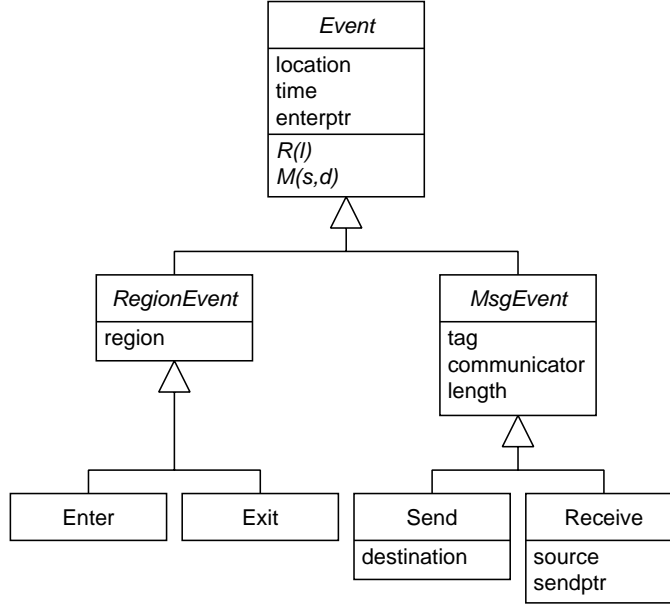 Event
location
time
enterptr
R(l)
M(s,d)
RegionEvent
region
MsgEvent
tag
communicator
length
Enter
Exit
Send
destination
Receive
source
sendptr